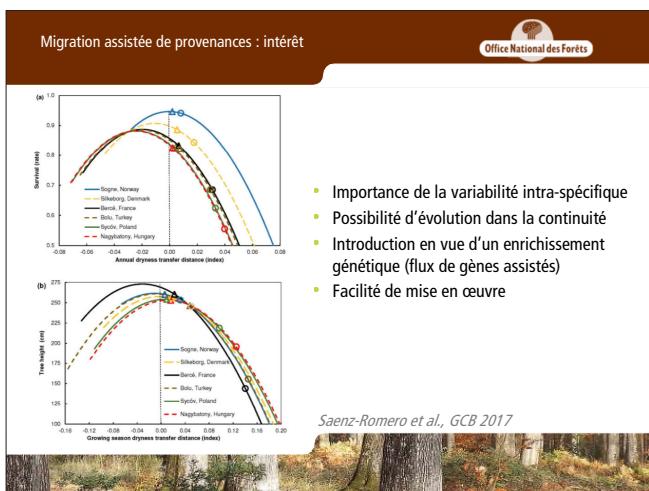 Migration assistée de provenances : intérêt
Office National des Forêts
(a)
1.0
0.9
0.8
0.7
0.6
0.5
Survival (rate)
Sogne, Norway
Silkeborg, Denmark
Bercé, France
Bolu, Turkey
Sycóv, Poland
Nagybatony, Hungary
-0.08 -0.06 -0.04 -0.02 0.00 0.02 0.04 0.06 0.08
Annual dryness transfer distance (index)
(b)
275
250
225
200
175
150
125
100
Tree height (cm)
Sogne, Norway
Silkeborg, Denmark
Bercé, France
Bolu, Turkey
Sycóv, Poland
Nagybatony, Hungary
-0.16 -0.12 -0.08 -0.04 0.00 0.04 0.08 0.12 0.16 0.20
Growing season dryness transfer distance (index)
Importance de la variabilité intra-spécifique
Possibilité d'évolution dans la continuité
Introduction en vue d'un enrichissement
génétique (flux de gènes assistés)
Facilité de mise en œuvre
Saenz-Romero et al., GCB 2017